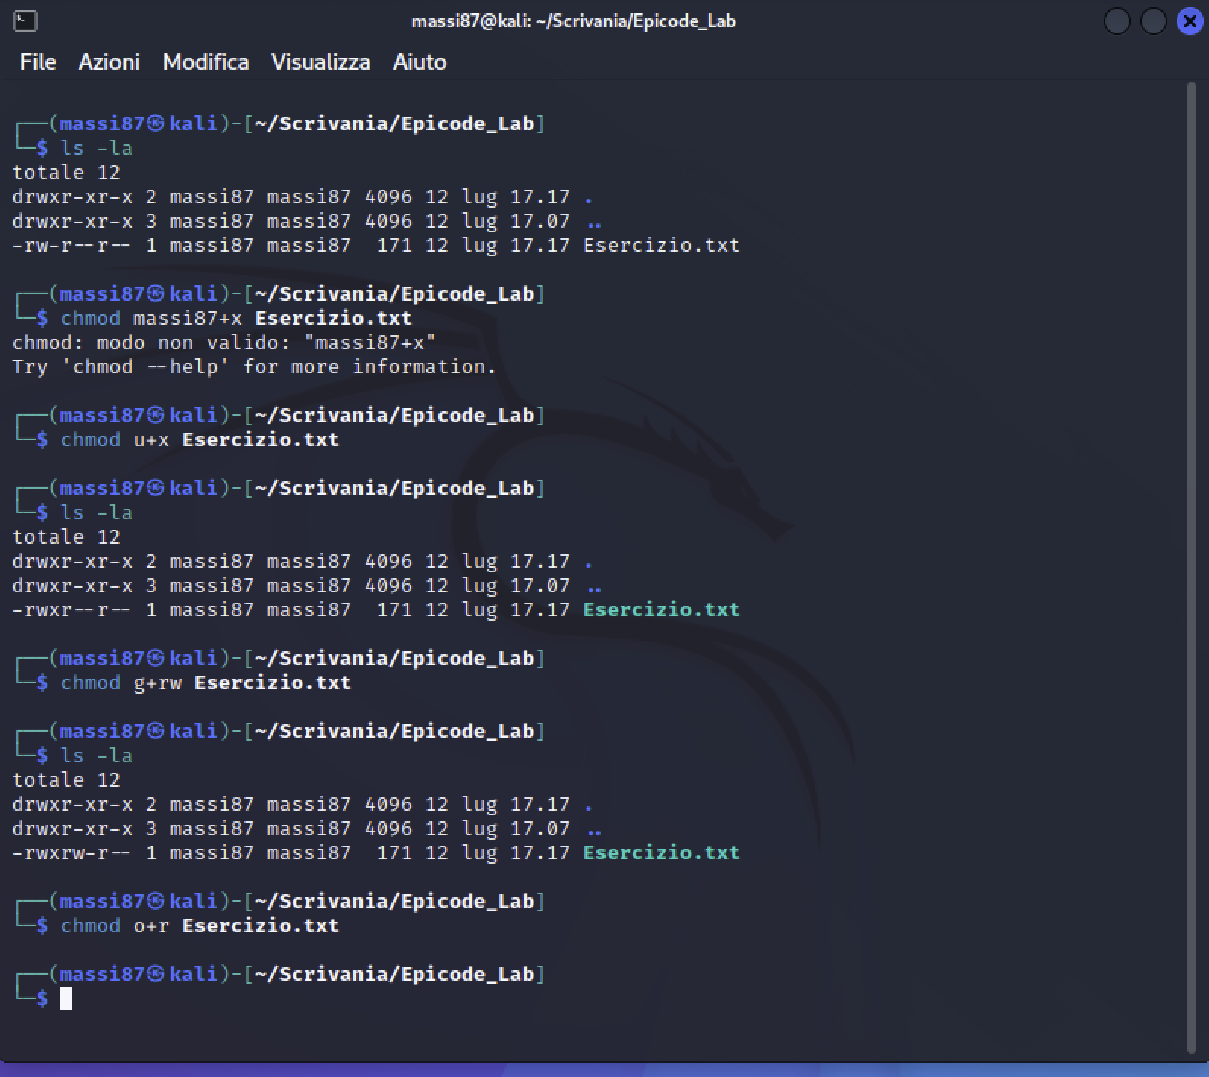 massi87@kali: ~/Scrivania/Epicode_Lab
File Azioni Modifica Visualizza Aiuto
┌──(massi87㉿kali)-[~/Scrivania/Epicode_Lab]
└─$ ls -la
totale 12
drwxr-xr-x 2 massi87 massi87 4096 12 lug 17.17 .
drwxr-xr-x 3 massi87 massi87 4096 12 lug 17.07 ..
-rw-r--r-- 1 massi87 massi87  171 12 lug 17.17 Esercizio.txt
┌──(massi87㉿kali)-[~/Scrivania/Epicode_Lab]
└─$ chmod massi87+x Esercizio.txt
chmod: modo non valido: "massi87+x"
Try 'chmod --help' for more information.
┌──(massi87㉿kali)-[~/Scrivania/Epicode_Lab]
└─$ chmod u+x Esercizio.txt
┌──(massi87㉿kali)-[~/Scrivania/Epicode_Lab]
└─$ ls -la
totale 12
drwxr-xr-x 2 massi87 massi87 4096 12 lug 17.17 .
drwxr-xr-x 3 massi87 massi87 4096 12 lug 17.07 ..
-rwxr--r-- 1 massi87 massi87  171 12 lug 17.17 Esercizio.txt
┌──(massi87㉿kali)-[~/Scrivania/Epicode_Lab]
└─$ chmod g+rw Esercizio.txt
┌──(massi87㉿kali)-[~/Scrivania/Epicode_Lab]
└─$ ls -la
totale 12
drwxr-xr-x 2 massi87 massi87 4096 12 lug 17.17 .
drwxr-xr-x 3 massi87 massi87 4096 12 lug 17.07 ..
-rwxrw-r-- 1 massi87 massi87  171 12 lug 17.17 Esercizio.txt
┌──(massi87㉿kali)-[~/Scrivania/Epicode_Lab]
└─$ chmod o+r Esercizio.txt
┌──(massi87㉿kali)-[~/Scrivania/Epicode_Lab]
└─$